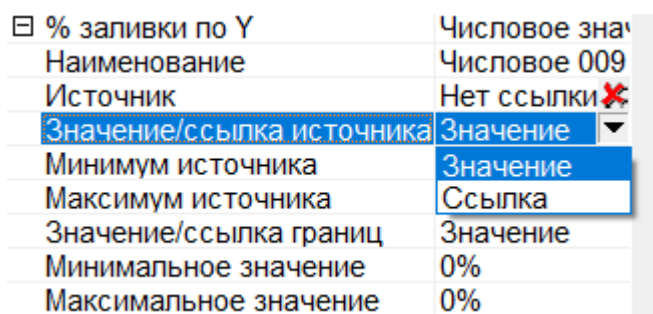 % заливки по Y Числовое знач
Наименование Числовое 009
Источник Нет ссылки
Значение/ссылка источника Значение
Минимум источника Значение
Максимум источника Ссылка
Значение/ссылка границ Значение
Минимальное значение 0%
Максимальное значение 0%